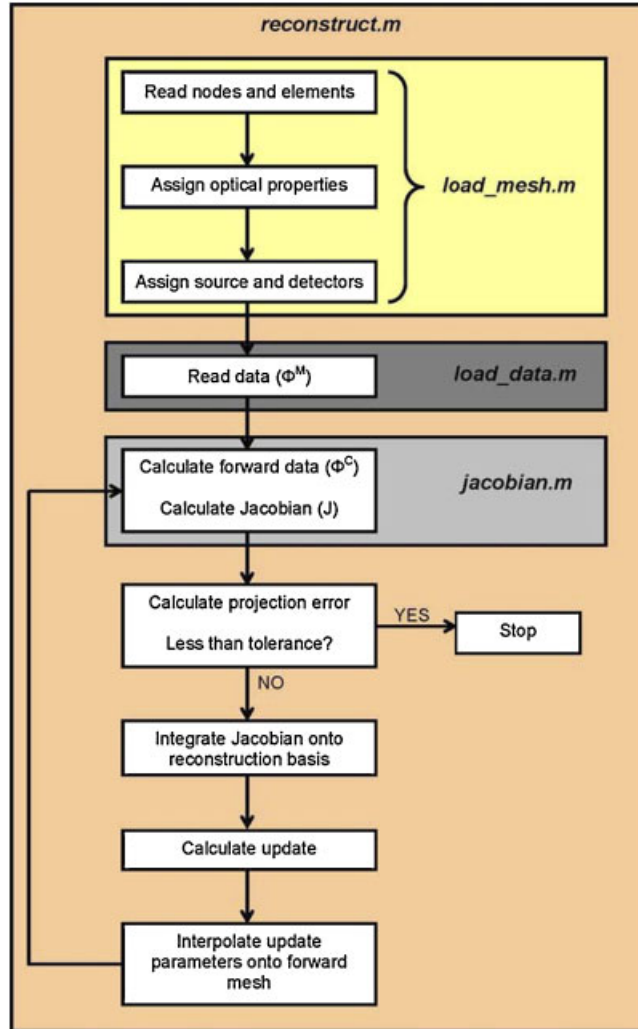 reconstruct.m
Read nodes and elements
Assign optical properties
load_mesh.m
Assign source and detectors
Read data (Φᴹ)
load_data.m
Calculate forward data (Φᶜ)
Calculate Jacobian (J)
jacobian.m
Calculate projection error
Less than tolerance?
YES
Stop
NO
Integrate Jacobian onto
reconstruction basis
Calculate update
Interpolate update
parameters onto forward
mesh